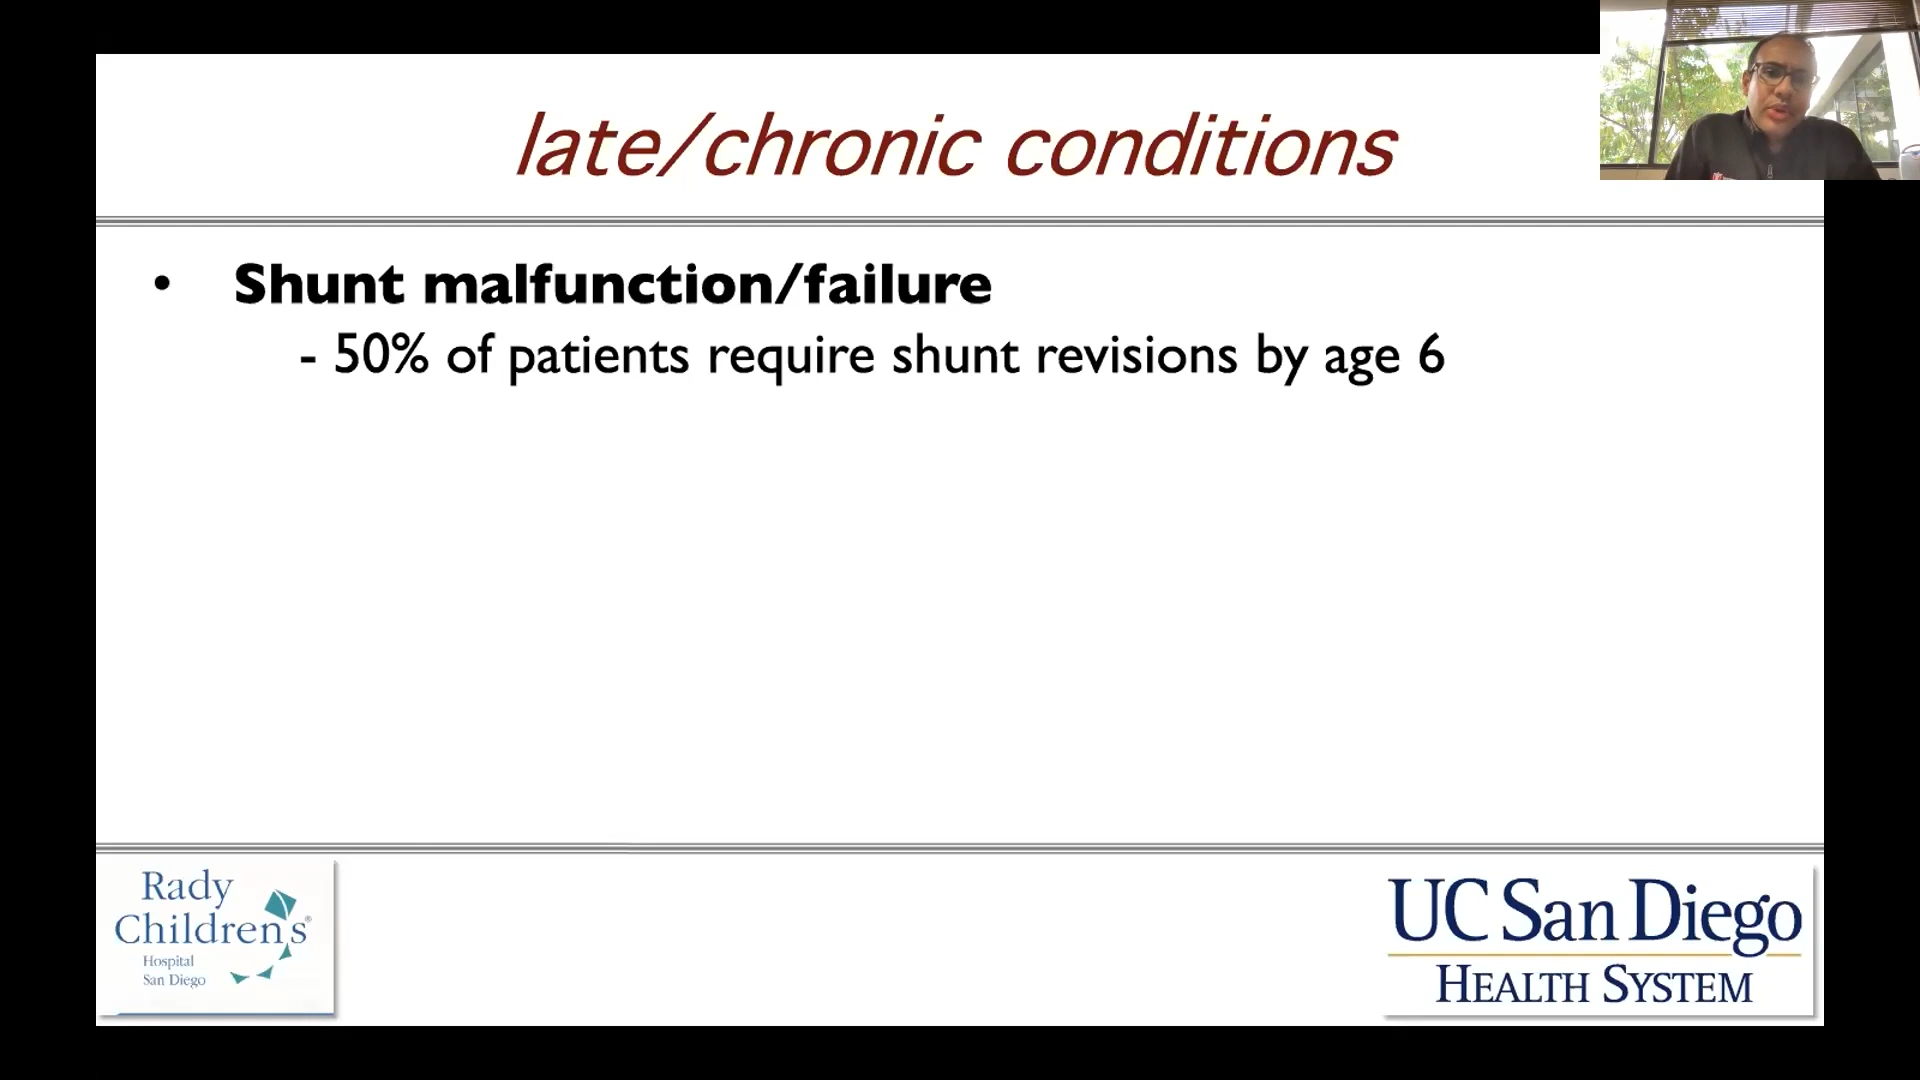 late/chronic conditions
• Shunt malfunction/failure
- 50% of patients require shunt revisions by age 6
Rady
Children's®
Hospital
San Diego
UC San Diego
HEALTH SYSTEM